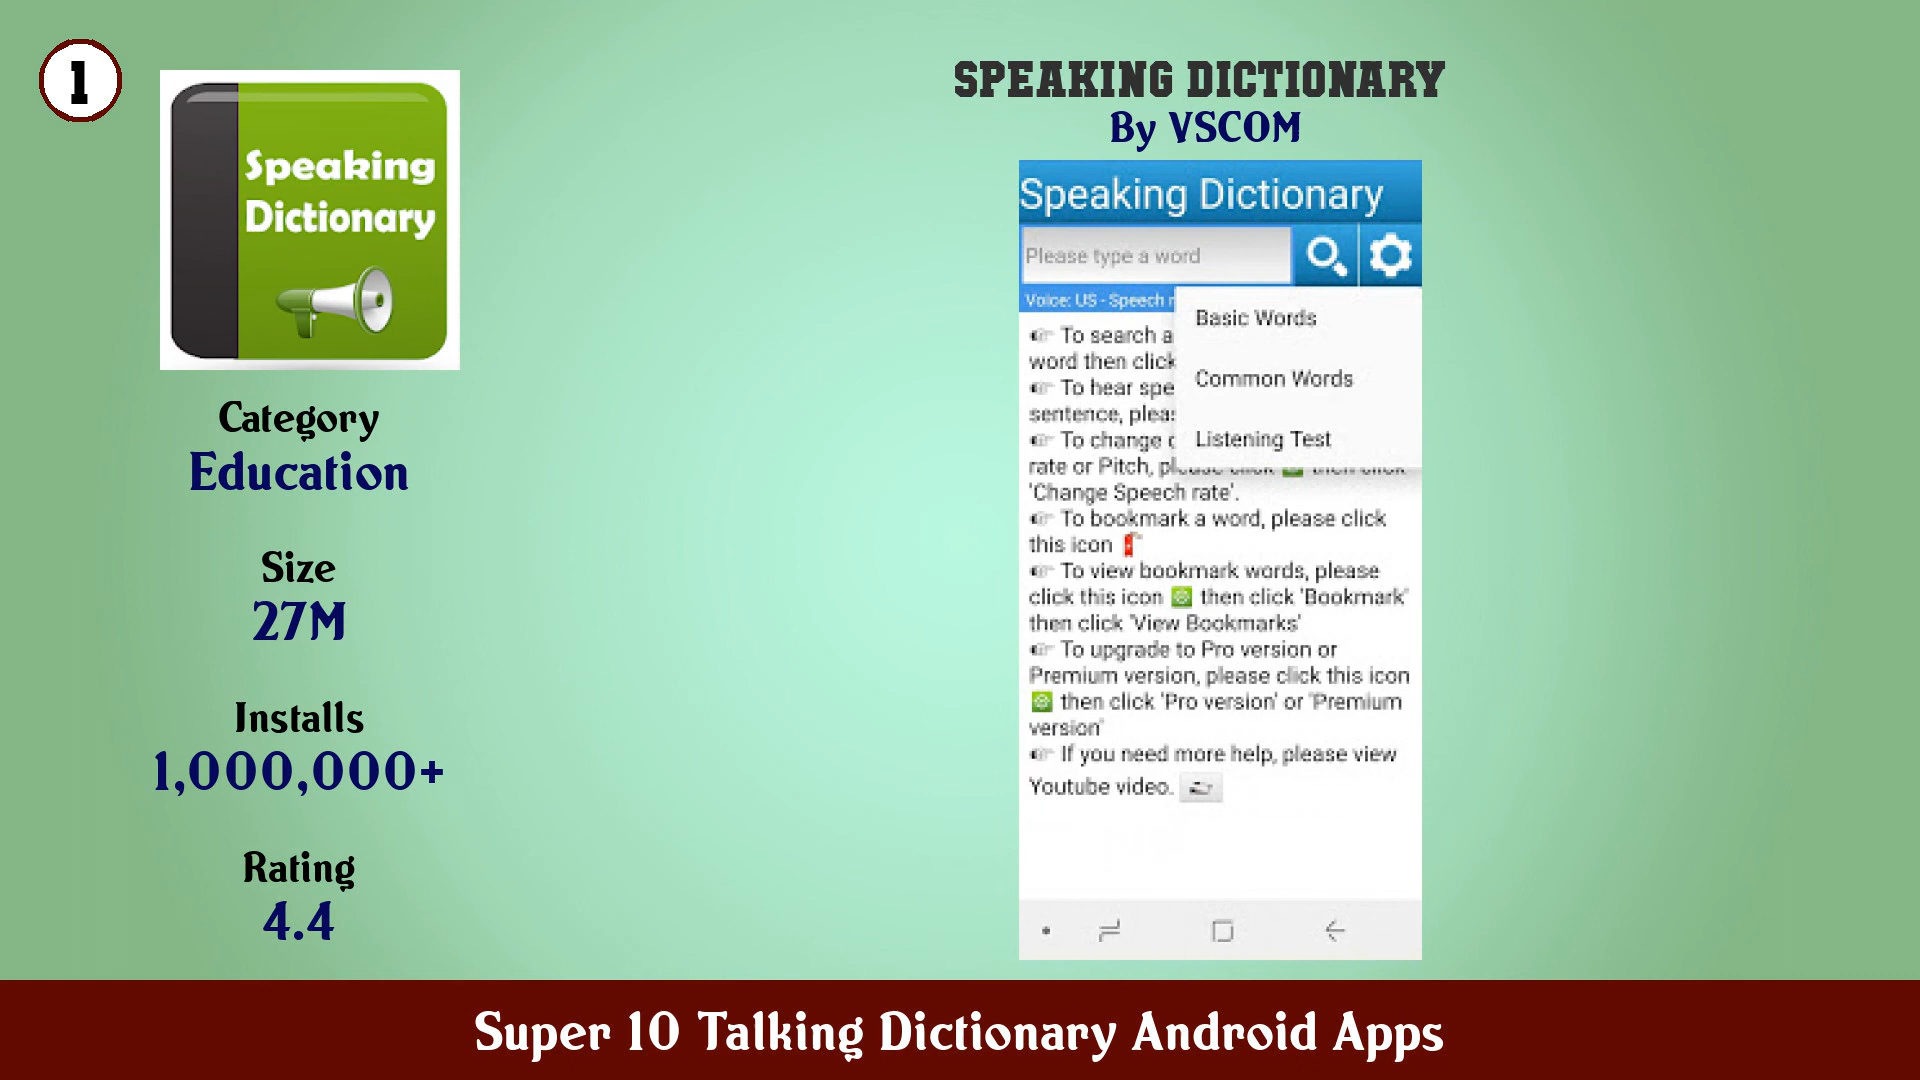 1
Speaking
Dictionary
Category
Education
Size
27M
Installs
1,000,000+
Rating
4.4
SPEAKING DICTIONARY
By VSCOM
Speaking Dictionary
Please type a word
Voice: US - Speech
Basic Words
Common Words
Listening Test
To search a
word then click
To hear spe
sentence, pleas
To change
rate or Pitch, please click then click
'Change Speech rate'.
To bookmark a word, please click
this icon
To view bookmark words, please
click this icon then click 'Bookmark'
then click 'View Bookmarks'
To upgrade to Pro version or
Premium version, please click this icon
then click 'Pro version' or 'Premium
version'
If you need more help, please view
Youtube video.
Super 10 Talking Dictionary Android Apps